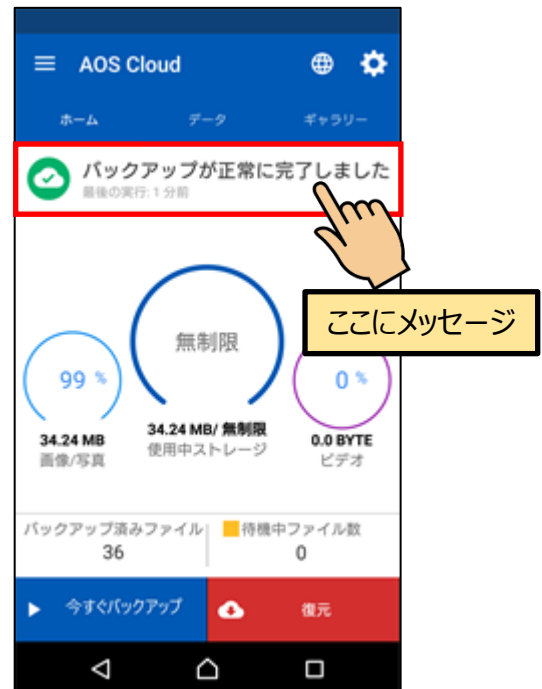 AOS Cloud
ホーム データ ギャラリー
バックアップが正常に完了しました
最後の実行: 1 分前
ここにメッセージ
無制限
99 %
0 %
34.24 MB/ 無制限
使用中ストレージ
34.24 MB
画像/写真
0.0 BYTE
ビデオ
バックアップ済みファイル 待機中ファイル数
36 0
今すぐバックアップ 復元